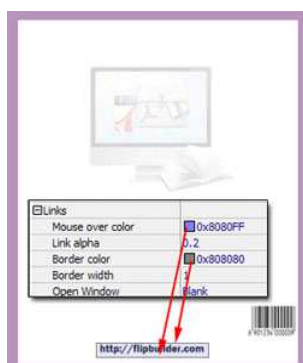 Links
Mouse over color 0x8080FF
Link alpha 0.2
Border color 0x808080
Border width 1
Open Window Blank
http://flipbuilder.com